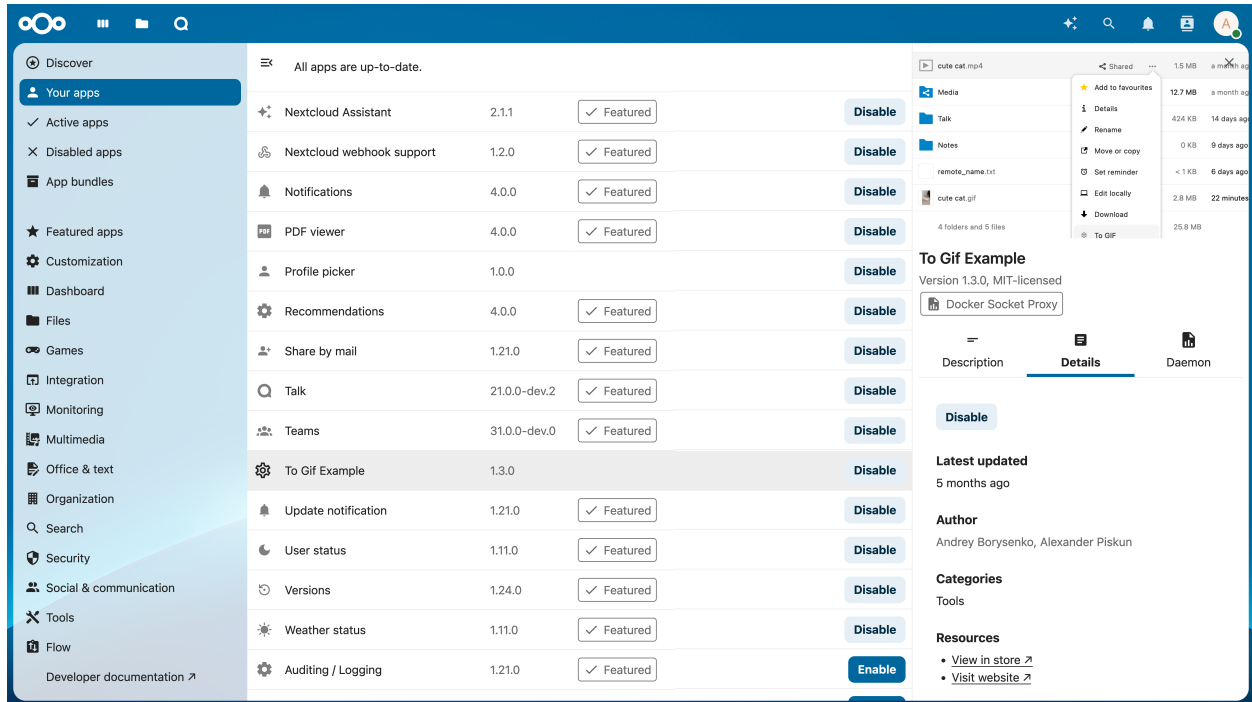 A
Discover
Your apps
Active apps
Disabled apps
App bundles
Featured apps
Customization
Dashboard
Files
Games
Integration
Monitoring
Multimedia
Office & text
Organization
Search
Security
Social & communication
Tools
Flow
Developer documentation ↗
All apps are up-to-date.
Nextcloud Assistant 2.1.1 Featured Disable
Nextcloud webhook support 1.2.0 Featured Disable
Notifications 4.0.0 Featured Disable
PDF PDF viewer 4.0.0 Featured Disable
Profile picker 1.0.0 Disable
Recommendations 4.0.0 Featured Disable
Share by mail 1.21.0 Featured Disable
Talk 21.0.0-dev.2 Featured Disable
Teams 31.0.0-dev.0 Featured Disable
To Gif Example 1.3.0 Disable
Update notification 1.21.0 Featured Disable
User status 1.11.0 Featured Disable
Versions 1.24.0 Featured Disable
Weather status 1.11.0 Featured Disable
Auditing / Logging 1.21.0 Featured Enable
cute cat.mp4 Shared ... 1.5 MB a month ag
Media 12.7 MB a month ag
Talk 424 KB 14 days ago
Notes 0 KB 9 days ago
remote_name.txt < 1 KB 6 days ago
cute cat.gif 2.8 MB 22 minutes
4 folders and 5 files 25.8 MB
Add to favourites
Details
Rename
Move or copy
Set reminder
Edit locally
Download
To GIF
To Gif Example
Version 1.3.0, MIT-licensed
Docker Socket Proxy
Description Details Daemon
Disable
Latest updated
5 months ago
Author
Andrey Borysenko, Alexander Piskun
Categories
Tools
Resources
• View in store ↗
• Visit website ↗